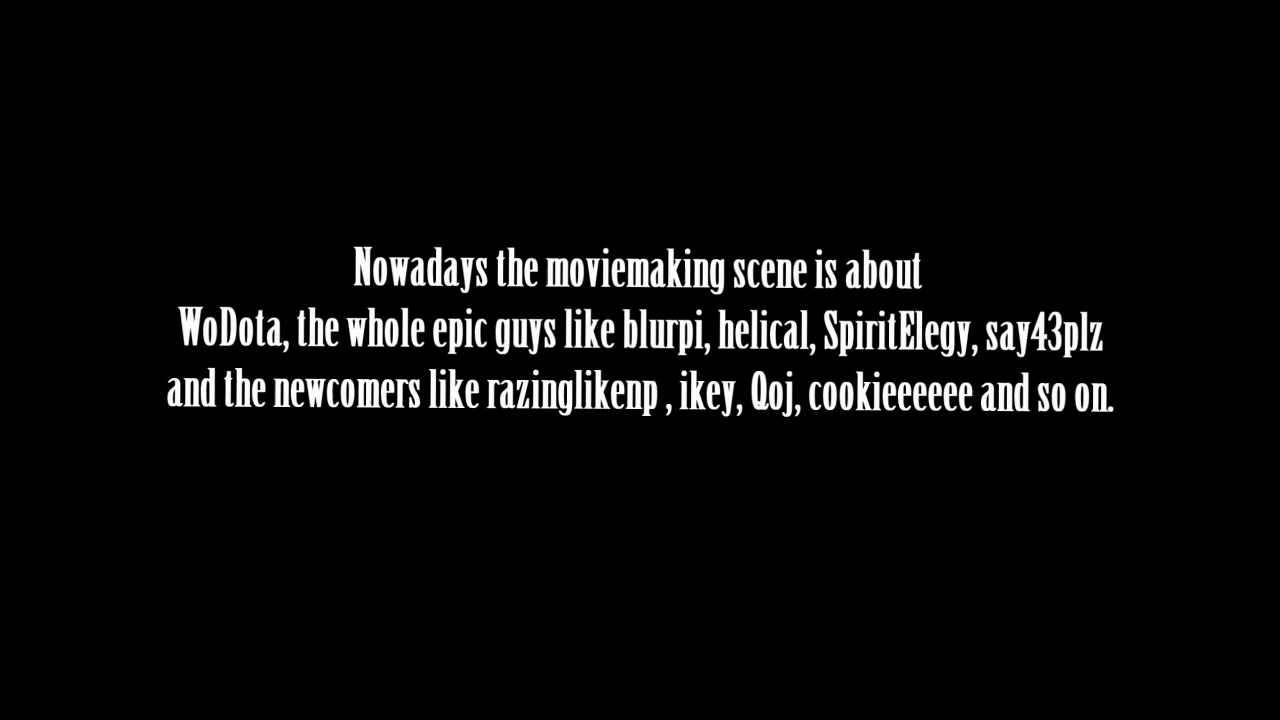 Nowadays the moviemaking scene is about
WoDota, the whole epic guys like blurpi, helical, SpiritElegy, say43plz
and the newcomers like razinglikenp , ikey, Qoj, cookieeeeee and so on.